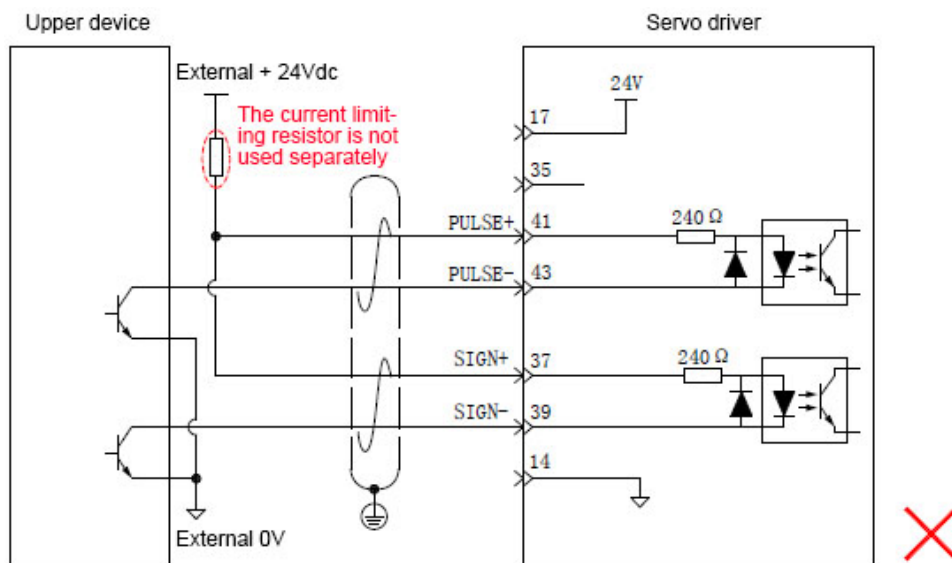 Upper device
Servo driver
External + 24Vdc
The current limit-
ing resistor is not
used separately
24V
17
35
PULSE+
41
240 Ω
PULSE-
43
SIGN+
37
240 Ω
SIGN-
39
14
External 0V